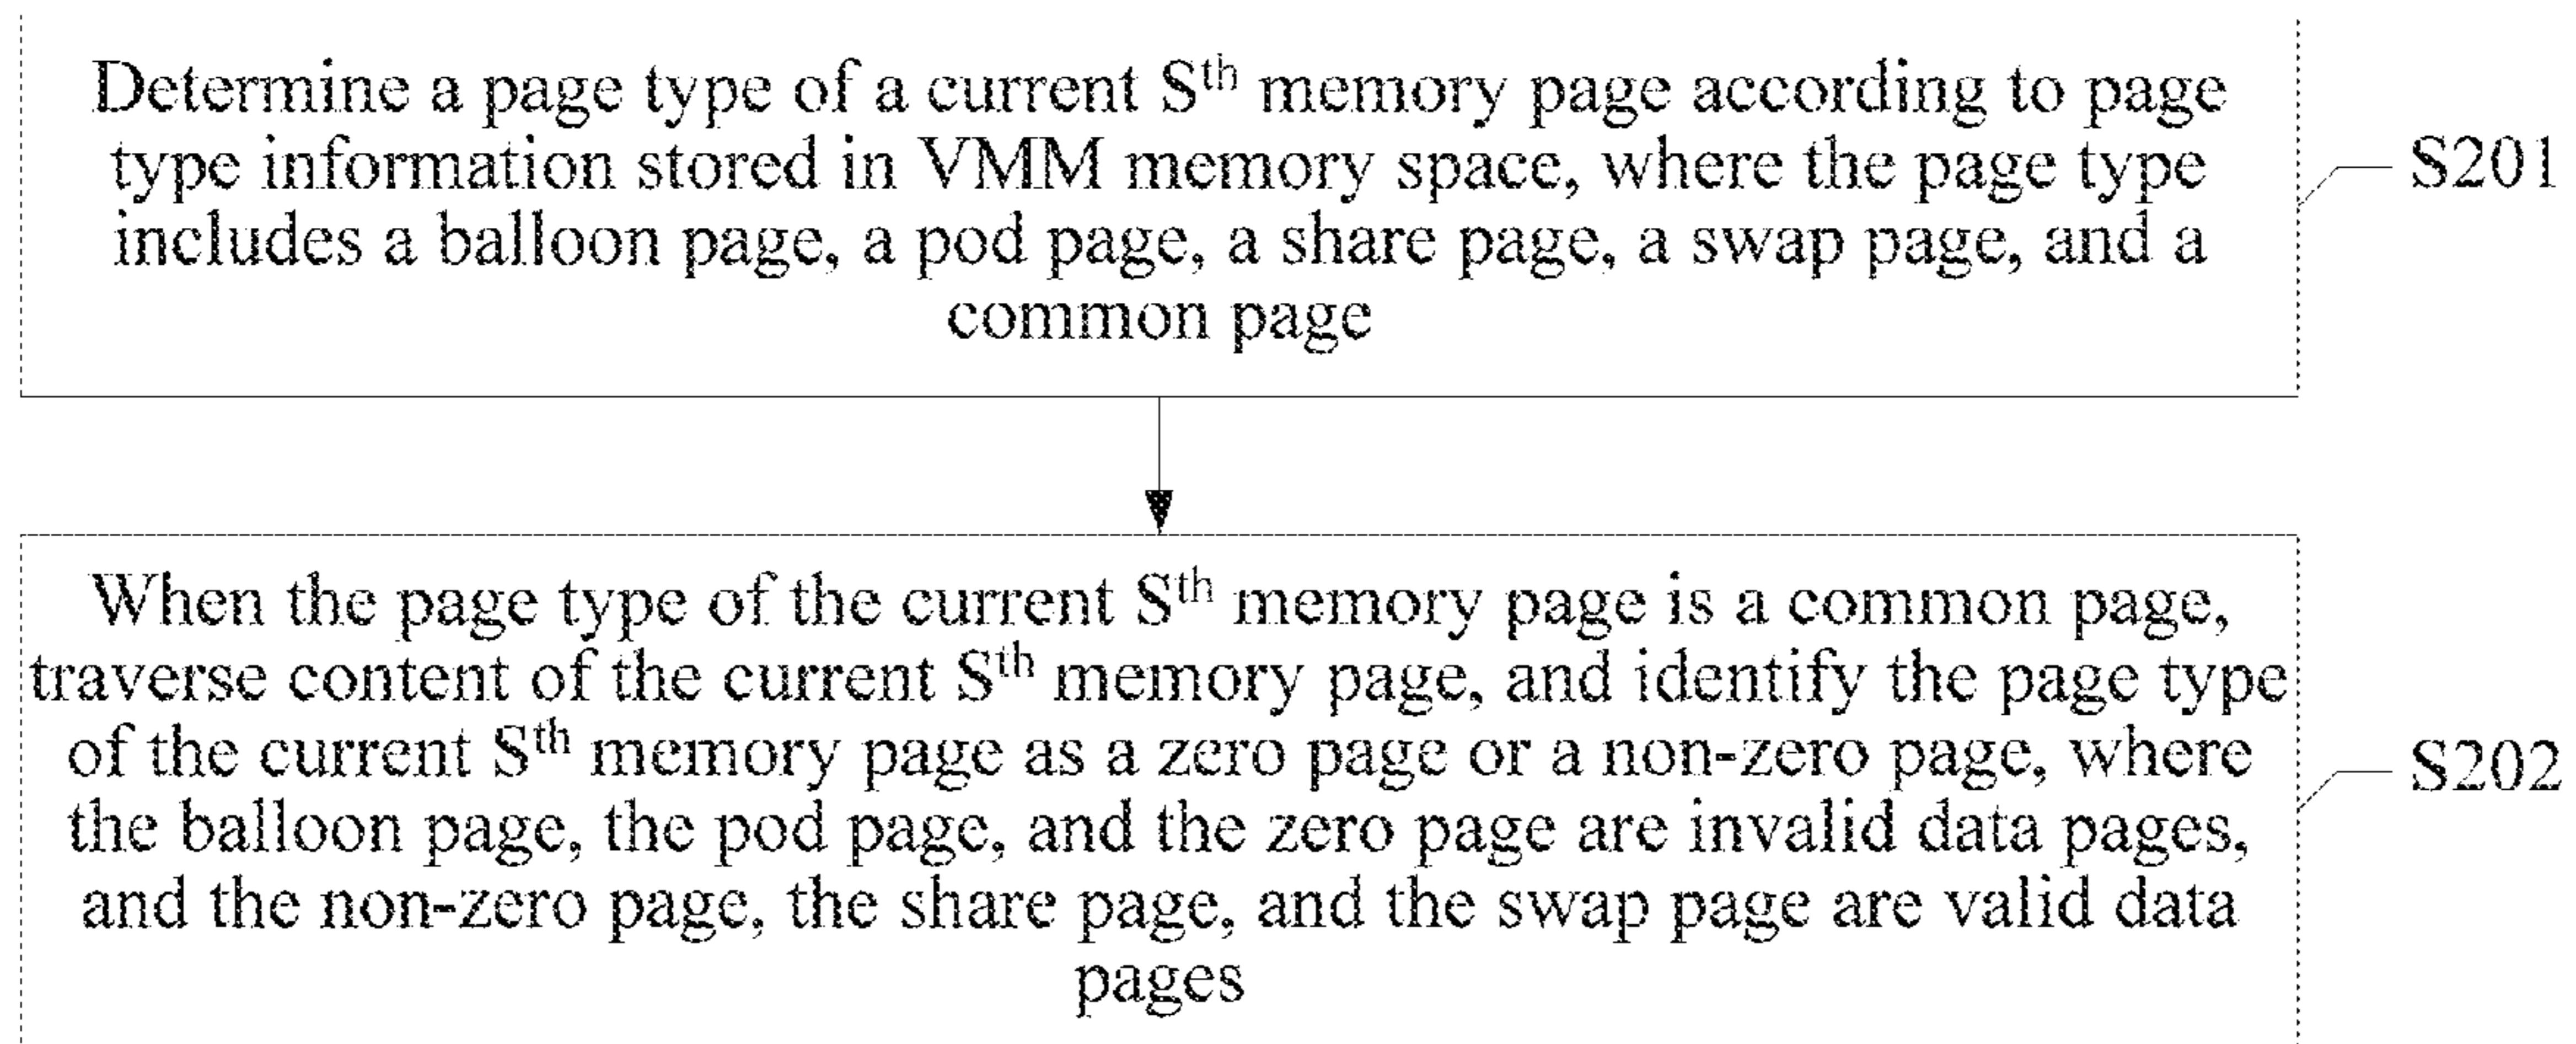 Determine a page type of a current Sth memory page according to page
type information stored in VMM memory space, where the page type
includes a balloon page, a pod page, a share page, a swap page, and a
common page
S201
When the page type of the current Sth memory page is a common page,
traverse content of the current Sth memory page, and identify the page type
of the current Sth memory page as a zero page or a non-zero page, where
the balloon page, the pod page, and the zero page are invalid data pages,
and the non-zero page, the share page, and the swap page are valid data
pages
S202